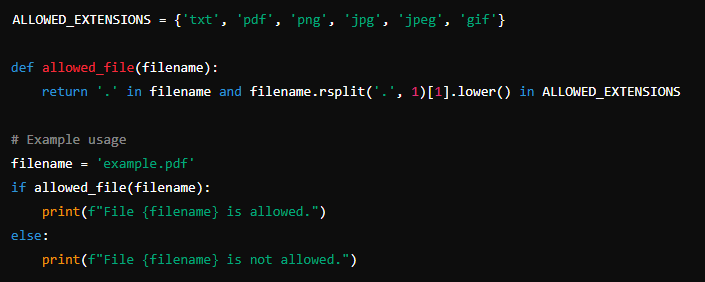 ALLOWED_EXTENSIONS = {'txt', 'pdf', 'png', 'jpg', 'jpeg', 'gif'}
def allowed_file(filename):
    return '.' in filename and filename.rsplit('.', 1)[1].lower() in ALLOWED_EXTENSIONS
# Example usage
filename = 'example.pdf'
if allowed_file(filename):
    print(f"File {filename} is allowed.")
else:
    print(f"File {filename} is not allowed.")